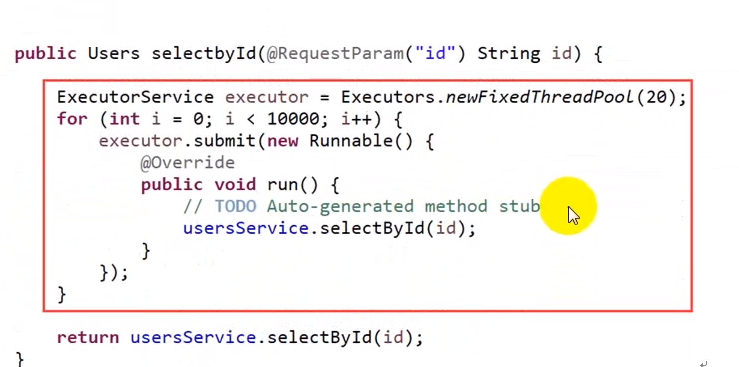 public Users selectbyId(@RequestParam("id") String id) {
ExecutorService executor = Executors.newFixedThreadPool(20);
for (int i = 0; i < 10000; i++) {
executor.submit(new Runnable() {
@Override
public void run() {
// TODO Auto-generated method stub
usersService.selectById(id);
}
});
}
return usersService.selectById(id);
}